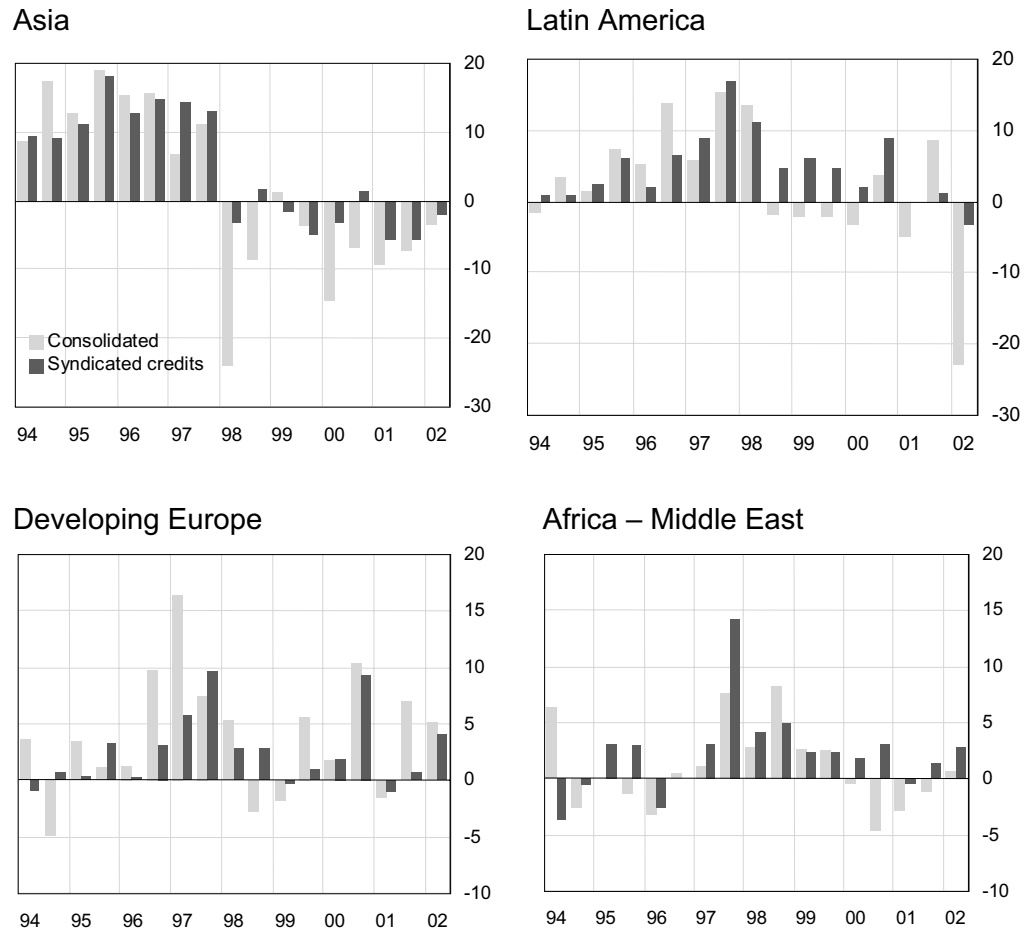 Asia
20
10
0
-10
-20
-30
Consolidated
Syndicated credits
94 95 96 97 98 99 00 01 02
Latin America
20
10
0
-10
-20
-30
94 95 96 97 98 99 00 01 02
Developing Europe
20
15
10
5
0
-5
-10
94 95 96 97 98 99 00 01 02
Africa – Middle East
20
15
10
5
0
-5
-10
94 95 96 97 98 99 00 01 02